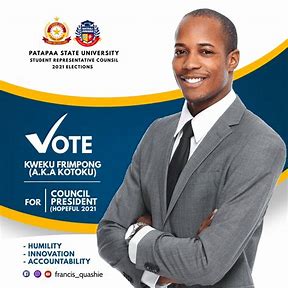 PATAPAA STATE UNIVERSITY
STUDENT REPRESENTATIVE COUNSIL
2021 ELECTIONS
VOTE
KWEKU FRIMPONG
(A.K.A KOTOKU)
FOR
COUNCIL
PRESIDENT
(HOPEFUL 2021
- HUMILITY
- INNOVATION
- ACCOUNTABILITY
francis_quashie